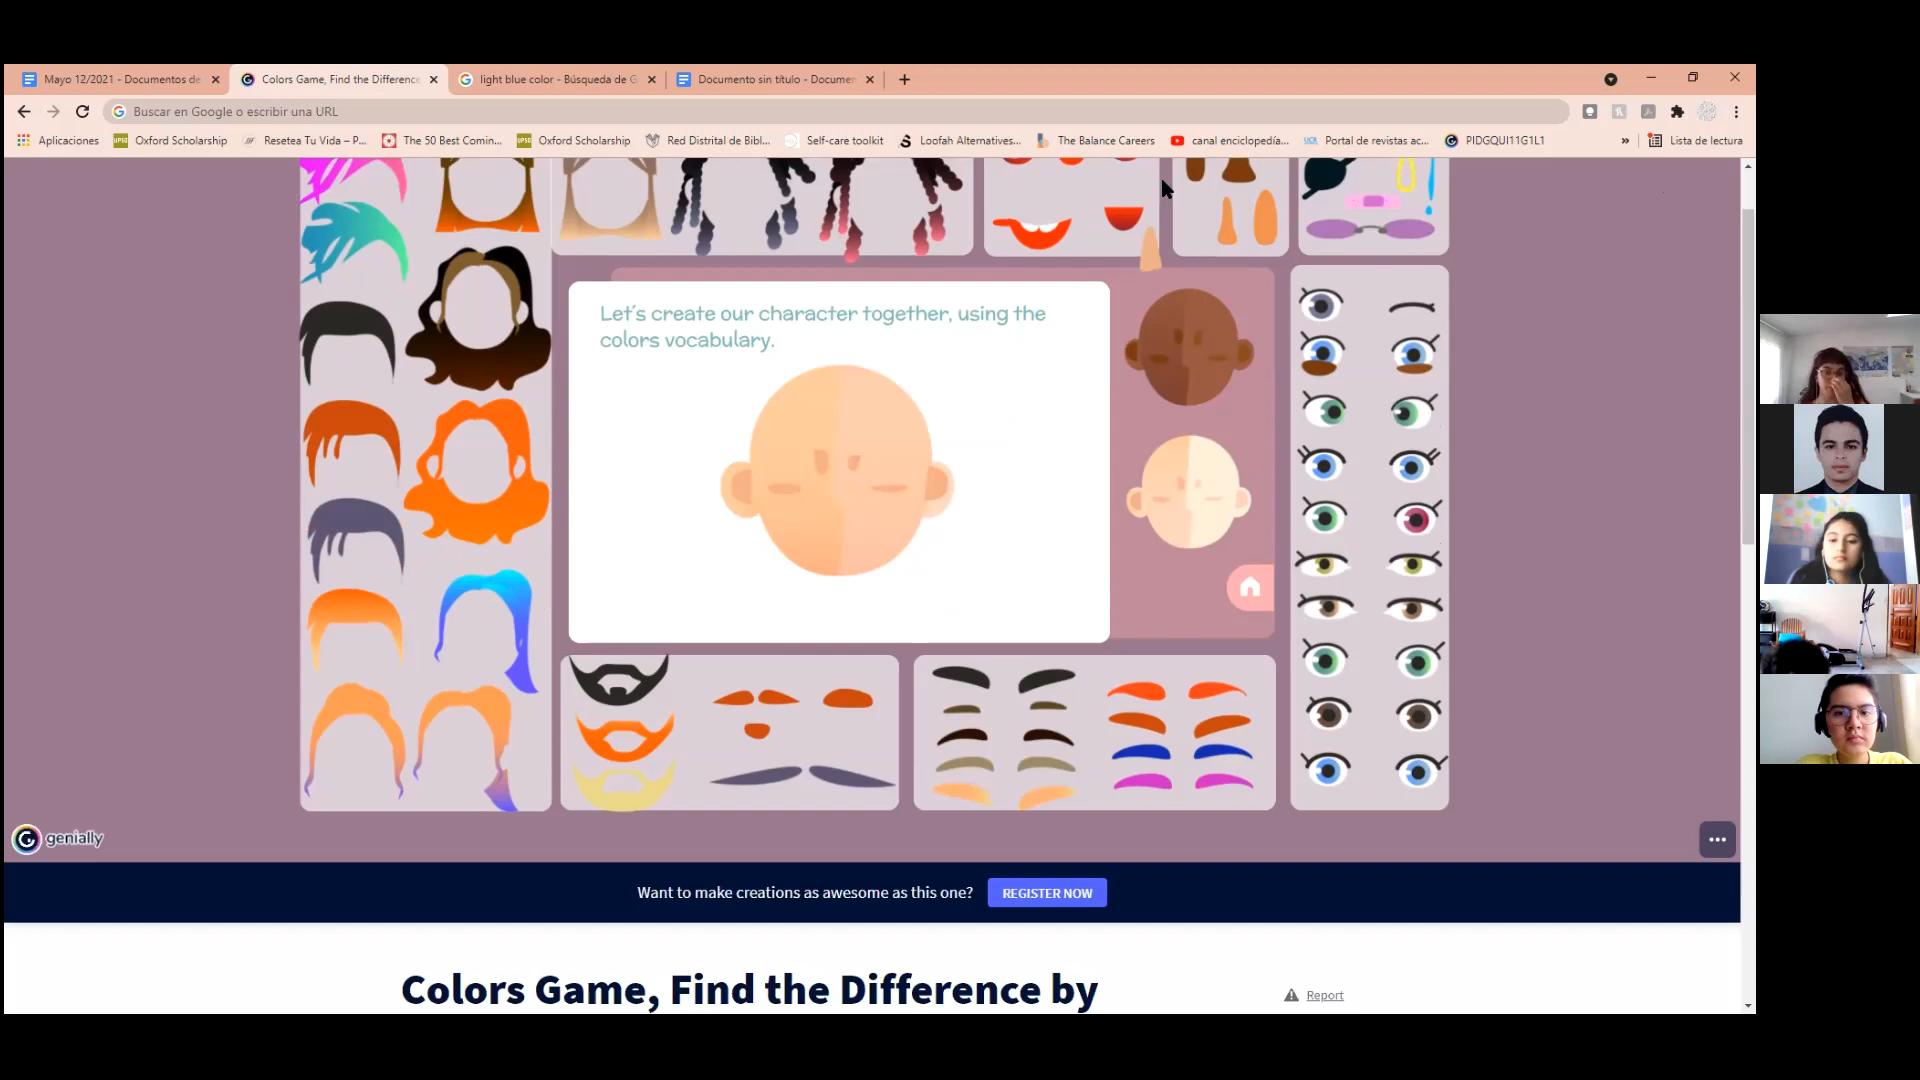 Mayo 12/2021 - Documentos de
Colors Game, Find the Difference
light blue color - Búsqueda de G
Documento sin título - Documen
Buscar en Google o escribir una URL
Aplicaciones
Oxford Scholarship
Resetea Tu Vida – P...
The 50 Best Comin...
Oxford Scholarship
Red Distrital de Bibl...
Self-care toolkit
Loofah Alternatives...
The Balance Careers
canal enciclopedía...
Portal de revistas ac...
PIDGQUI11G1L1
»
Lista de lectura
Let´s create our character together, using the
colors vocabulary.
genially
Want to make creations as awesome as this one?
REGISTER NOW
Colors Game, Find the Difference by
Report